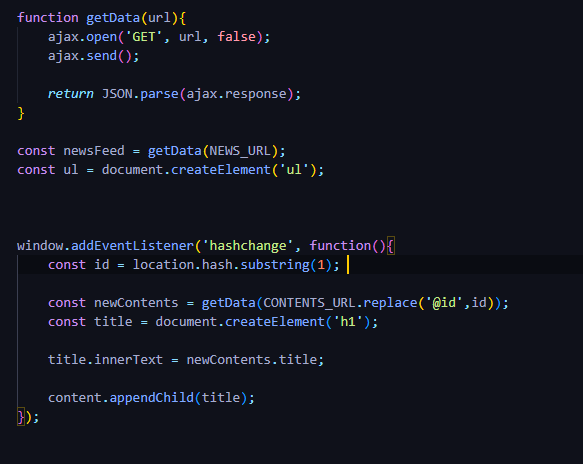 function getData(url){
    ajax.open('GET', url, false);
    ajax.send();

    return JSON.parse(ajax.response);
}

const newsFeed = getData(NEWS_URL);
const ul = document.createElement('ul');

window.addEventListener('hashchange', function(){
    const id = location.hash.substring(1);

    const newContents = getData(CONTENTS_URL.replace('@id',id));
    const title = document.createElement('h1');

    title.innerText = newContents.title;

    content.appendChild(title);
});